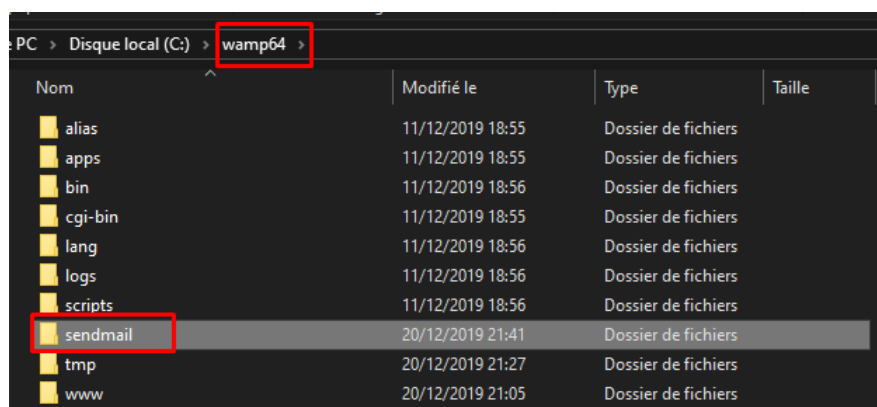 PC > Disque local (C:) > wamp64 >
Nom Modifié le Type Taille
alias 11/12/2019 18:55 Dossier de fichiers
apps 11/12/2019 18:55 Dossier de fichiers
bin 11/12/2019 18:56 Dossier de fichiers
cgi-bin 11/12/2019 18:55 Dossier de fichiers
lang 11/12/2019 18:56 Dossier de fichiers
logs 11/12/2019 18:56 Dossier de fichiers
scripts 11/12/2019 18:56 Dossier de fichiers
sendmail 20/12/2019 21:41 Dossier de fichiers
tmp 20/12/2019 21:27 Dossier de fichiers
www 20/12/2019 21:05 Dossier de fichiers